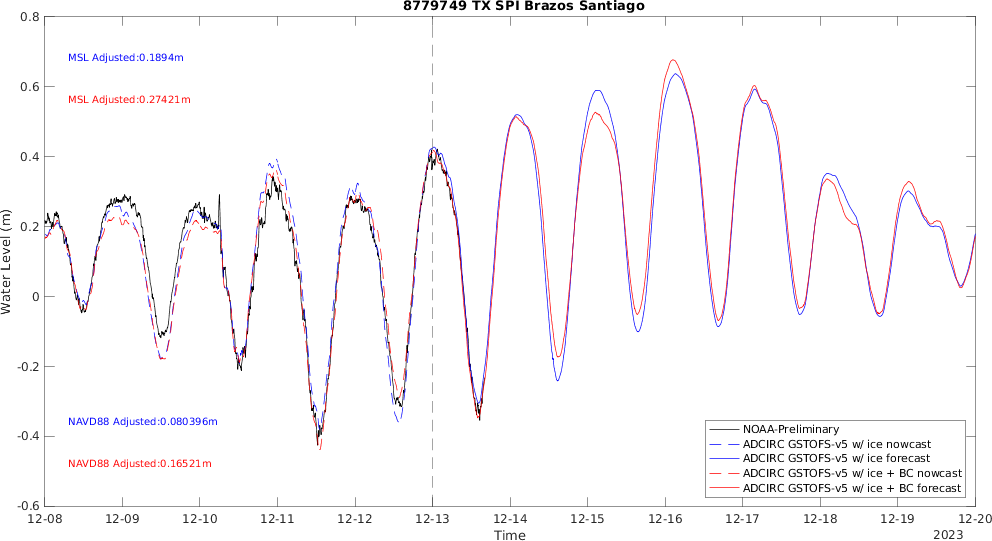 8779749 TX SPI Brazos Santiago
0.8
0.6
0.4
0.2
0
-0.2
-0.4
-0.6
Water Level (m)
MSL Adjusted:0.1894m
MSL Adjusted:0.27421m
NAVD88 Adjusted:0.080396m
NAVD88 Adjusted:0.16521m
NOAA-Preliminary
ADCIRC GSTOFS-v5 w/ ice nowcast
ADCIRC GSTOFS-v5 w/ ice forecast
ADCIRC GSTOFS-v5 w/ ice + BC nowcast
ADCIRC GSTOFS-v5 w/ ice + BC forecast
12-08 12-09 12-10 12-11 12-12 12-13 12-14 12-15 12-16 12-17 12-18 12-19 12-20
Time
2023